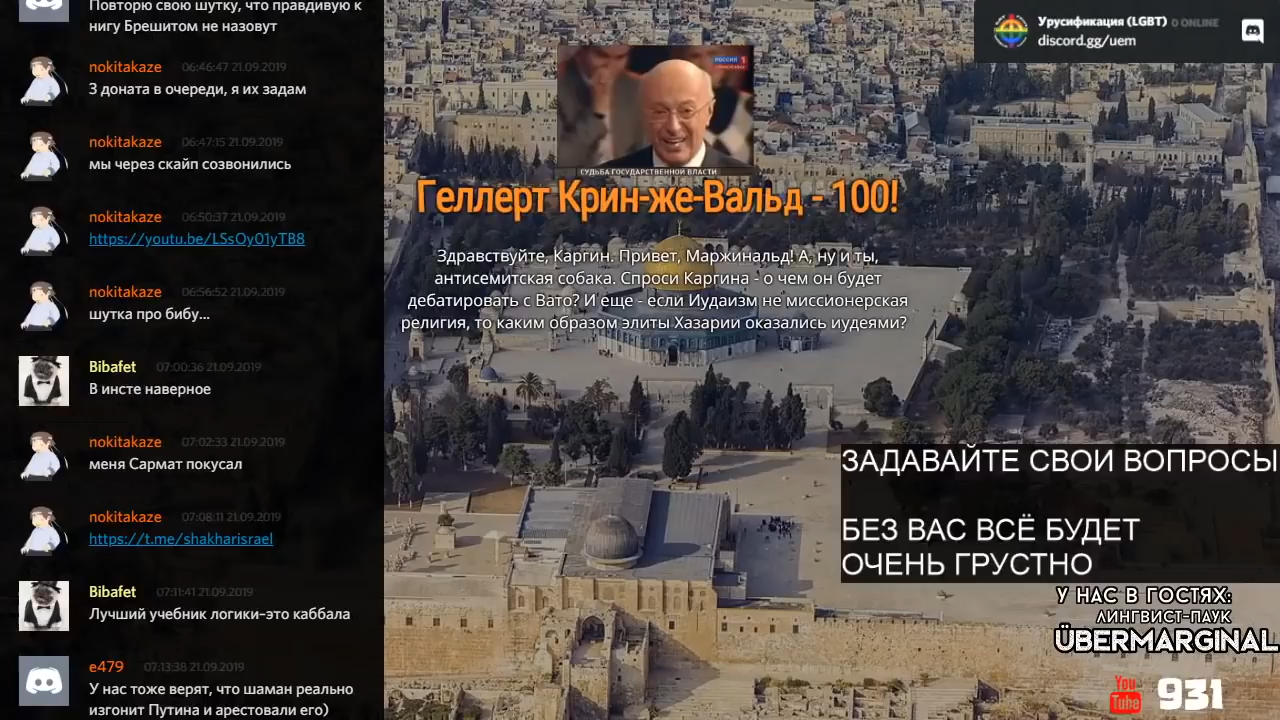 Повторю свою шутку, что правдивую к
нигу Брешитом не назовут
nokitakaze 06:46:47 21.09.2019
3 доната в очереди, я их задам
nokitakaze 06:47:15 21.09.2019
мы через скайп созвонились
nokitakaze 06:50:37 21.09.2019
https://youtu.be/LSsOy01yTB8
nokitakaze 06:56:52 21.09.2019
шутка про бибу...
Bibafet 07:00:36 21.09.2019
В инсте наверное
nokitakaze 07:02:33 21.09.2019
меня Сармат покусал
nokitakaze 07:08:11 21.09.2019
https://t.me/shakharisrael
Bibafet 07:11:41 21.09.2019
Лучший учебник логики-это каббала
e479 07:13:38 21.09.2019
У нас тоже верят, что шаман реально
изгонит Путина и арестовали его)
РОССИЯ 1
СУДЬБА ГОСУДАРСТВЕННОЙ ВЛАСТИ
Геллерт Крин-же-Вальд - 100!
Здравствуйте, Каргин. Привет, Маржинальд! А, ну и ты,
антисемитская собака. Спроси Каргина - о чем он будет
дебатировать с Вато? И еще - если Иудаизм не миссионерская
религия, то каким образом элиты Хазарии оказались иудеями?
Урусификация (LGBT) 0 ONLINE
discord.gg/uem
ЗАДАВАЙТЕ СВОИ ВОПРОСЫ
БЕЗ ВАС ВСЁ БУДЕТ
ОЧЕНЬ ГРУСТНО
У НАС В ГОСТЯХ:
ЛИНГВИСТ-ПАУК
ÜBERMARGINAL
You Tube 931